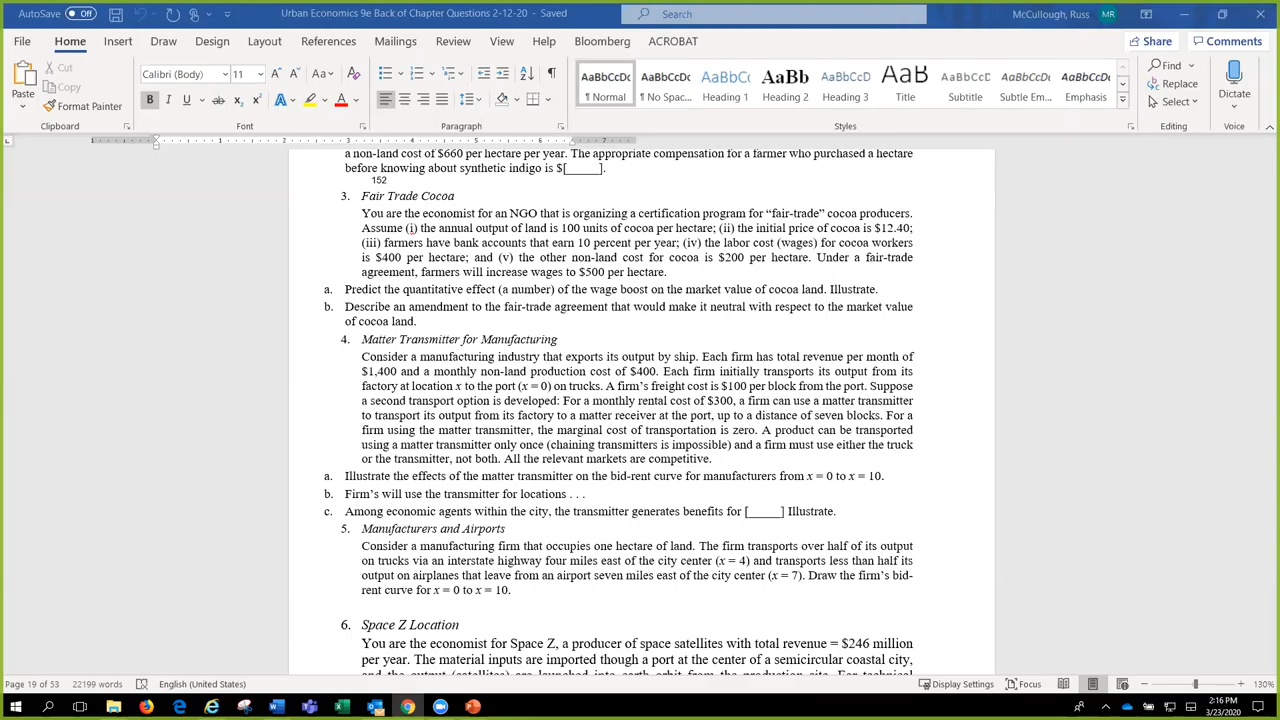 AutoSave Off Urban Economics 9e Back of Chapter Questions 2-12-20 - Saved Search McCullough, Russ MR
File Home Insert Draw Design Layout References Mailings Review View Help Bloomberg ACROBAT Share Comments
Paste Cut Copy Format Painter
Calibri (Body) 11
AaBbCcDc AaBbCcDc AaBbCc AaBb AaBbCcD AaB AaBbCcD AaBbCcDc AaBbCcDc
¶ Normal ¶ No Spac... Heading 1 Heading 2 Heading 3 Title Subtitle Subtle Em... Emphasis
Find Replace Select Dictate
Clipboard Font Paragraph Styles Editing Voice
a non-land cost of $660 per hectare per year. The appropriate compensation for a farmer who purchased a hectare
before knowing about synthetic indigo is $[_____].
152
3. Fair Trade Cocoa
You are the economist for an NGO that is organizing a certification program for “fair-trade” cocoa producers.
Assume (i) the annual output of land is 100 units of cocoa per hectare; (ii) the initial price of cocoa is $12.40;
(iii) farmers have bank accounts that earn 10 percent per year; (iv) the labor cost (wages) for cocoa workers
is $400 per hectare; and (v) the other non-land cost for cocoa is $200 per hectare. Under a fair-trade
agreement, farmers will increase wages to $500 per hectare.
a. Predict the quantitative effect (a number) of the wage boost on the market value of cocoa land. Illustrate.
b. Describe an amendment to the fair-trade agreement that would make it neutral with respect to the market value
of cocoa land.
4. Matter Transmitter for Manufacturing
Consider a manufacturing industry that exports its output by ship. Each firm has total revenue per month of
$1,400 and a monthly non-land production cost of $400. Each firm initially transports its output from its
factory at location x to the port (x = 0) on trucks. A firm’s freight cost is $100 per block from the port. Suppose
a second transport option is developed: For a monthly rental cost of $300, a firm can use a matter transmitter
to transport its output from its factory to a matter receiver at the port, up to a distance of seven blocks. For a
firm using the matter transmitter, the marginal cost of transportation is zero. A product can be transported
using a matter transmitter only once (chaining transmitters is impossible) and a firm must use either the truck
or the transmitter, not both. All the relevant markets are competitive.
a. Illustrate the effects of the matter transmitter on the bid-rent curve for manufacturers from x = 0 to x = 10.
b. Firm’s will use the transmitter for locations . . .
c. Among economic agents within the city, the transmitter generates benefits for [_____] Illustrate.
5. Manufacturers and Airports
Consider a manufacturing firm that occupies one hectare of land. The firm transports over half of its output
on trucks via an interstate highway four miles east of the city center (x = 4) and transports less than half its
output on airplanes that leave from an airport seven miles east of the city center (x = 7). Draw the firm’s bid-
rent curve for x = 0 to x = 10.
6. Space Z Location
You are the economist for Space Z, a producer of space satellites with total revenue = $246 million
per year. The material inputs are imported though a port at the center of a semicircular coastal city,
and the output (satellites) are launched into earth orbit from the production site. For technical
Page 19 of 53 22199 words English (United States) Display Settings Focus 130%
2:16 PM
3/23/2020